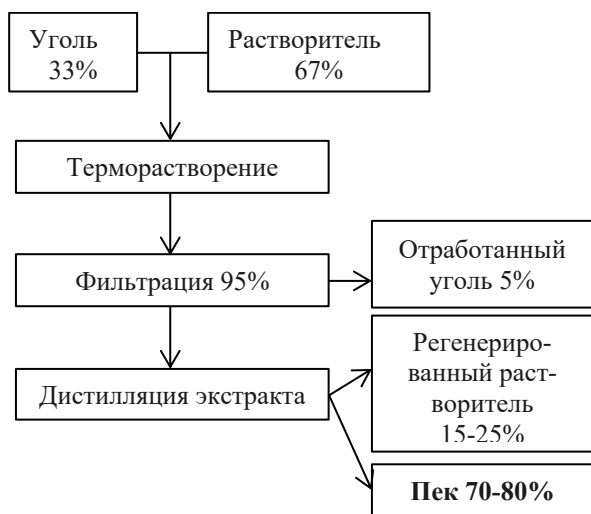 Уголь
33%
Растворитель
67%
Терморастворение
Фильтрация 95%
Отработанный
уголь 5%
Дистилляция экстракта
Регенериро-
ванный раст-
воритель
15-25%
Пек 70-80%